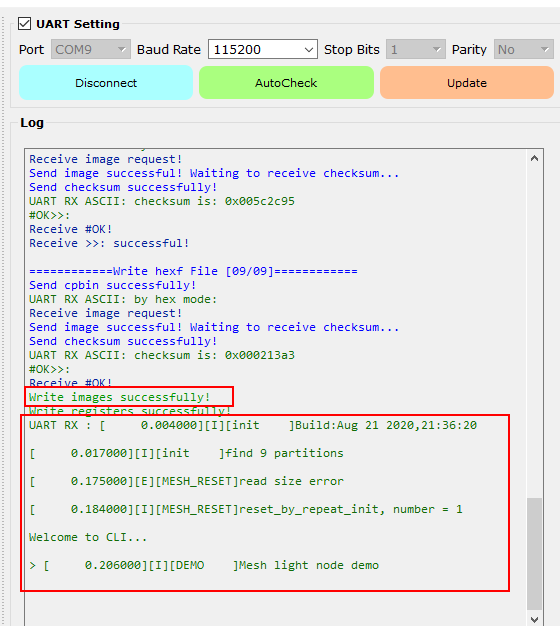 UART Setting
Port COM9 Baud Rate 115200 Stop Bits 1 Parity No
Disconnect AutoCheck Update
Log
Receive image request!
Send image successful! Waiting to receive checksum...
Send checksum successfully!
UART RX ASCII: checksum is: 0x005c2c95
#OK>>:
Receive #OK!
Receive >>: successful!
============Write hexf File [09/09]============
Send cpbin successfully!
UART RX ASCII: by hex mode:
Receive image request!
Send image successful! Waiting to receive checksum...
Send checksum successfully!
UART RX ASCII: checksum is: 0x000213a3
#OK>>:
Receive #OK!
Write images successfully!
Write registers successfully!
UART RX : [     0.004000][I][init    ]Build:Aug 21 2020,21:36:20
[     0.017000][I][init    ]find 9 partitions
[     0.175000][E][MESH_RESET]read size error
[     0.184000][I][MESH_RESET]reset_by_repeat_init, number = 1
Welcome to CLI...
> [     0.206000][I][DEMO    ]Mesh light node demo